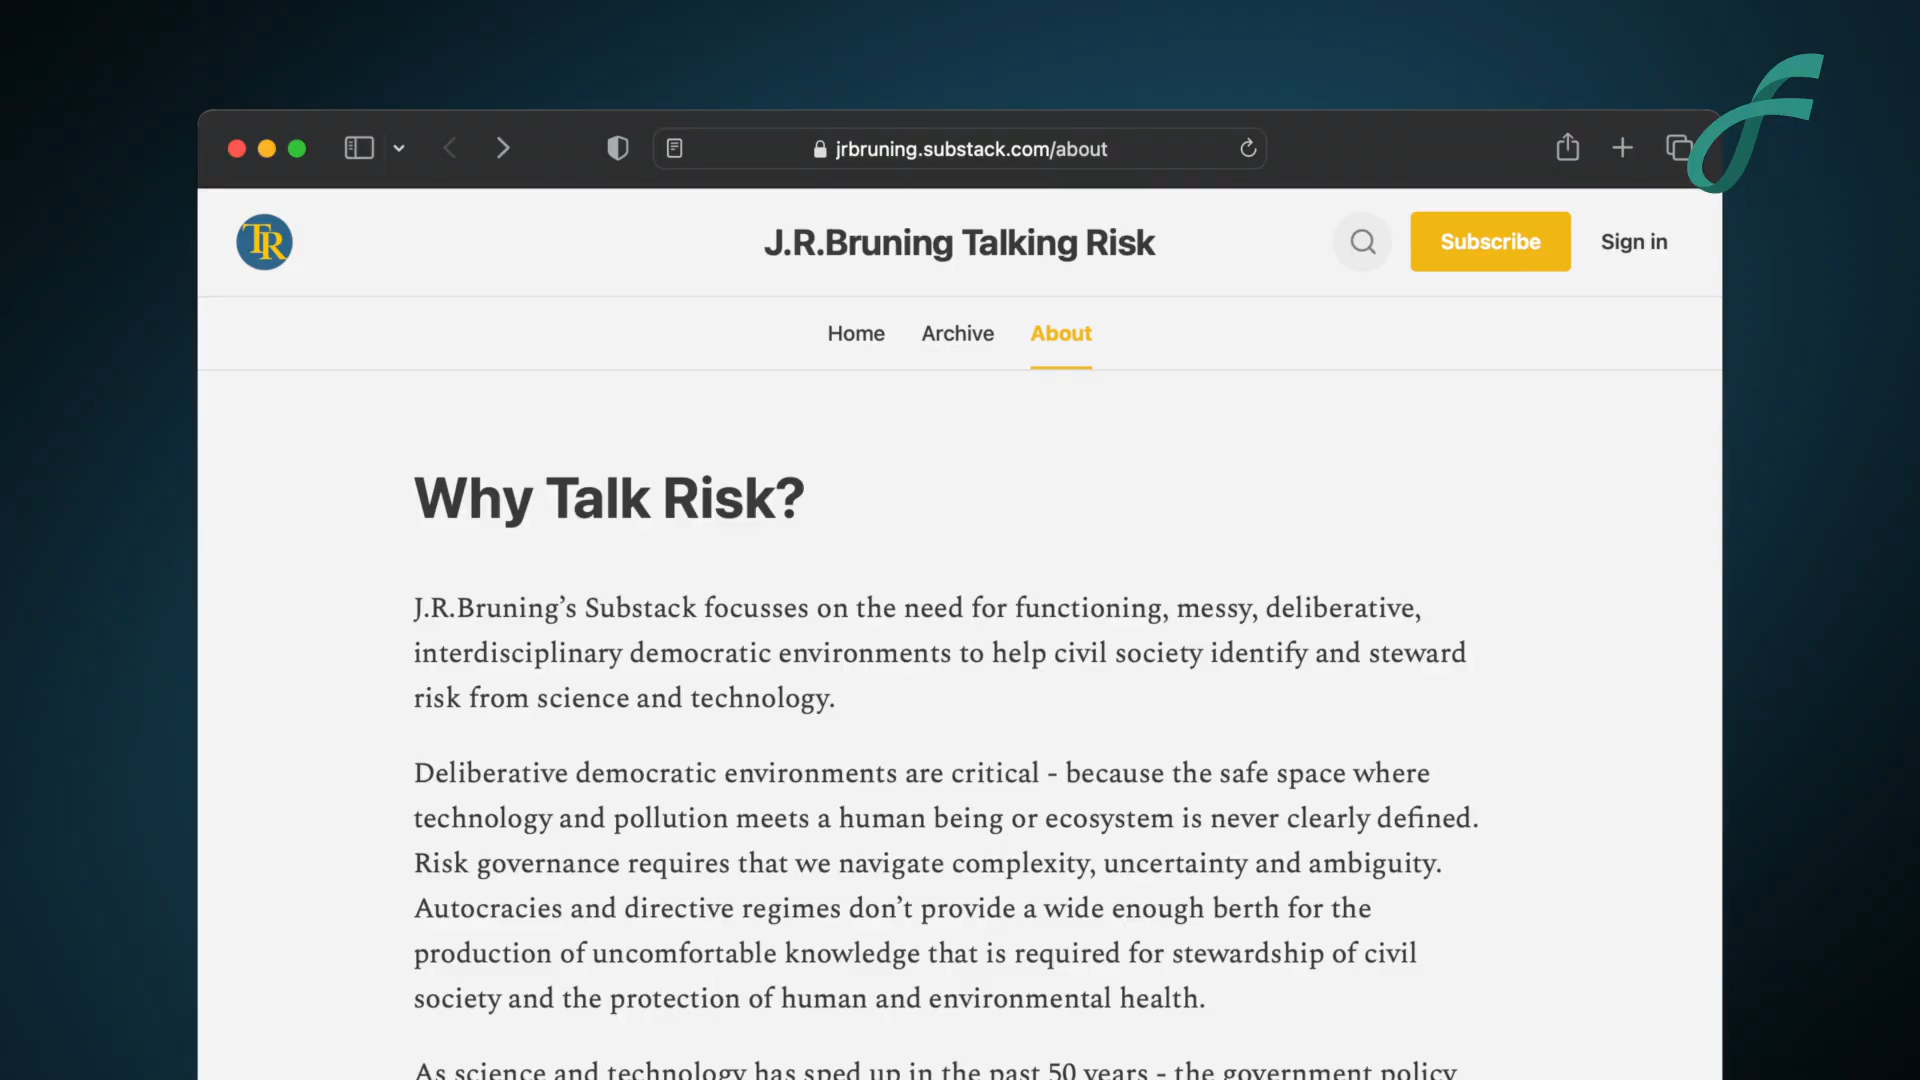 jrbruning.substack.com/about
TR
J.R.Bruning Talking Risk
Subscribe
Sign in
Home
Archive
About
Why Talk Risk?
J.R.Bruning’s Substack focusses on the need for functioning, messy, deliberative,
interdisciplinary democratic environments to help civil society identify and steward
risk from science and technology.
Deliberative democratic environments are critical - because the safe space where
technology and pollution meets a human being or ecosystem is never clearly defined.
Risk governance requires that we navigate complexity, uncertainty and ambiguity.
Autocracies and directive regimes don’t provide a wide enough berth for the
production of uncomfortable knowledge that is required for stewardship of civil
society and the protection of human and environmental health.
As science and technology has sped up in the past 50 years - the government policy